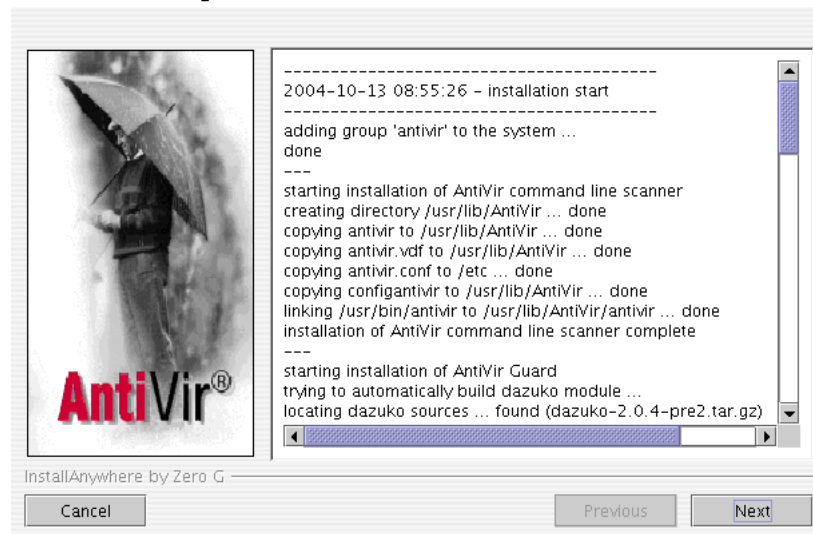 -----------------------------------------
2004-10-13 08:55:26 - installation start
-----------------------------------------
adding group 'antivir' to the system ...
done
---
starting installation of AntiVir command line scanner
creating directory /usr/lib/AntiVir ... done
copying antivir to /usr/lib/AntiVir ... done
copying antivir.vdf to /usr/lib/AntiVir ... done
copying antivir.conf to /etc ... done
copying configantivir to /usr/lib/AntiVir ... done
linking /usr/bin/antivir to /usr/lib/AntiVir/antivir ... done
installation of AntiVir command line scanner complete
---
starting installation of AntiVir Guard
trying to automatically build dazuko module ...
locating dazuko sources ... found (dazuko-2.0.4-pre2.tar.gz)
AntiVir®
InstallAnywhere by Zero G
Cancel
Previous
Next